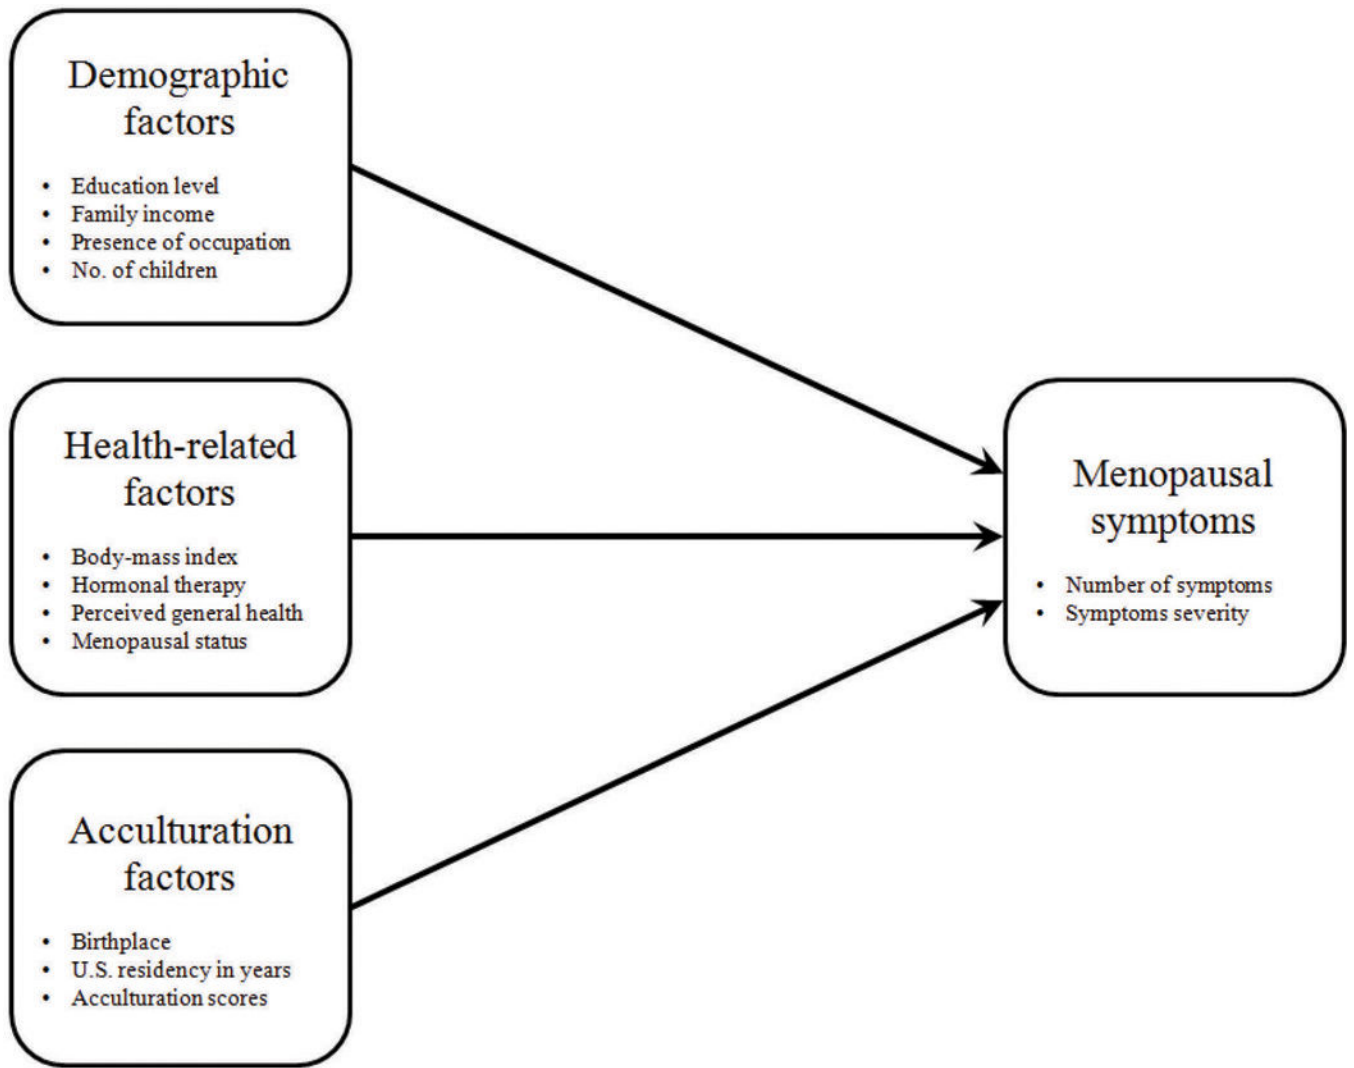 Demographic
factors
• Education level
• Family income
• Presence of occupation
• No. of children
Health-related
factors
• Body-mass index
• Hormonal therapy
• Perceived general health
• Menopausal status
Acculturation
factors
• Birthplace
• U.S. residency in years
• Acculturation scores
Menopausal
symptoms
• Number of symptoms
• Symptoms severity